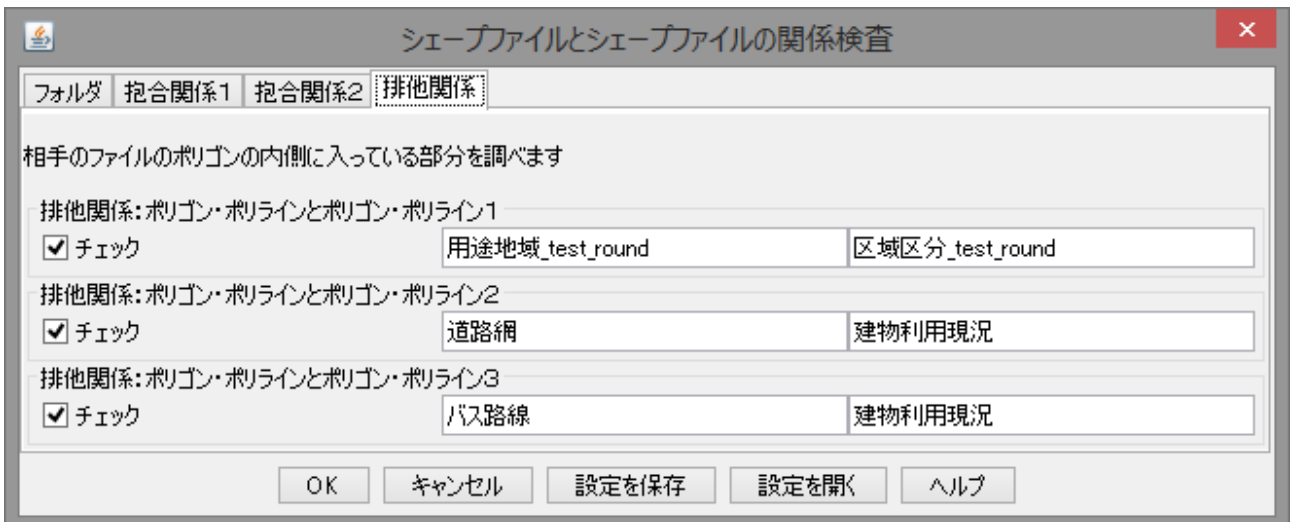 シェープファイルとシェープファイルの関係検査
フォルダ 抱合関係1 抱合関係2 排他関係
相手のファイルのポリゴンの内側に入っている部分を調べます
排他関係:ポリゴン・ポリラインとポリゴン・ポリライン1
チェック 用途地域_test_round 区域区分_test_round
排他関係:ポリゴン・ポリラインとポリゴン・ポリライン2
チェック 道路網 建物利用現況
排他関係:ポリゴン・ポリラインとポリゴン・ポリライン3
チェック バス路線 建物利用現況
OK キャンセル 設定を保存 設定を開く ヘルプ